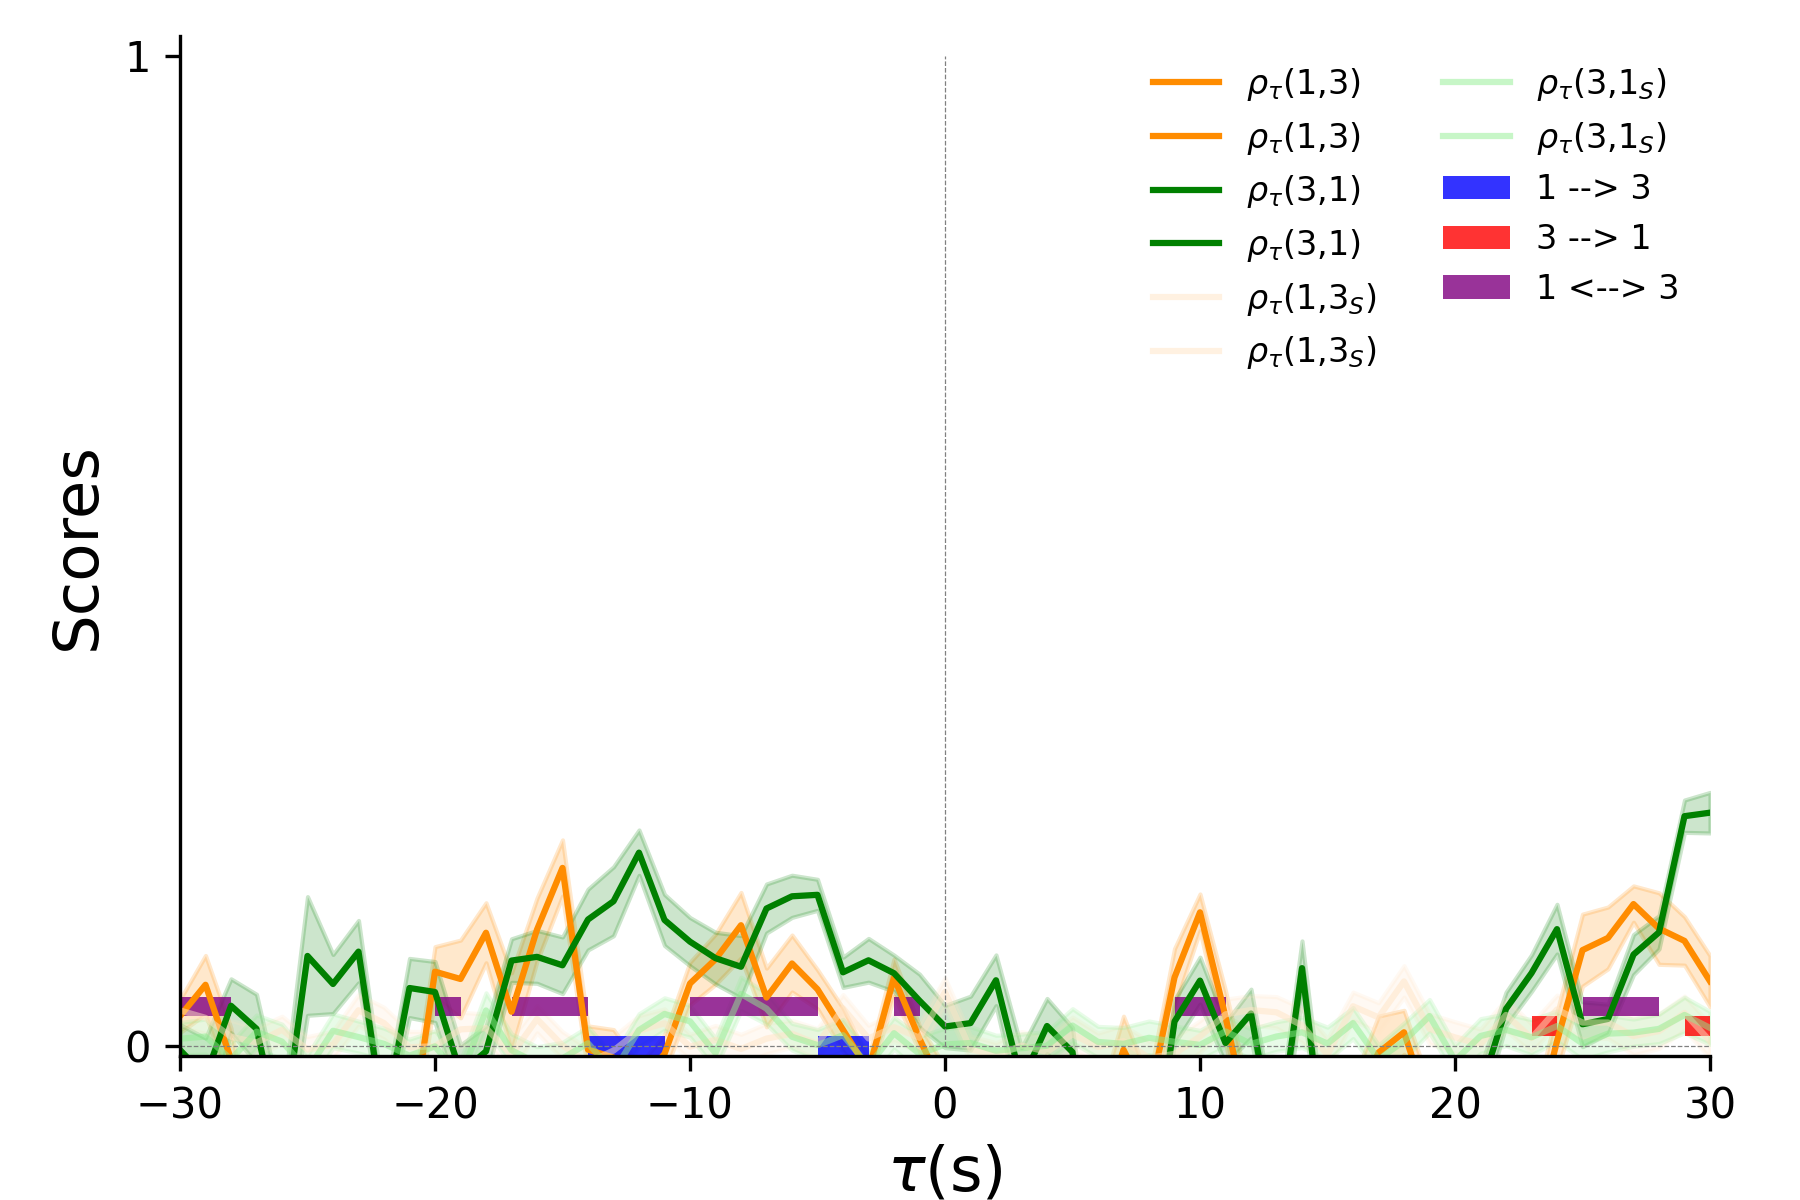 1
ρτ(1,3)
ρτ(1,3)
ρτ(3,1)
ρτ(3,1)
ρτ(1,3S)
ρτ(1,3S)
ρτ(3,1S)
ρτ(3,1S)
1 --> 3
3 --> 1
1 <--> 3
Scores
0
−30 −20 −10 0 10 20 30
τ(s)